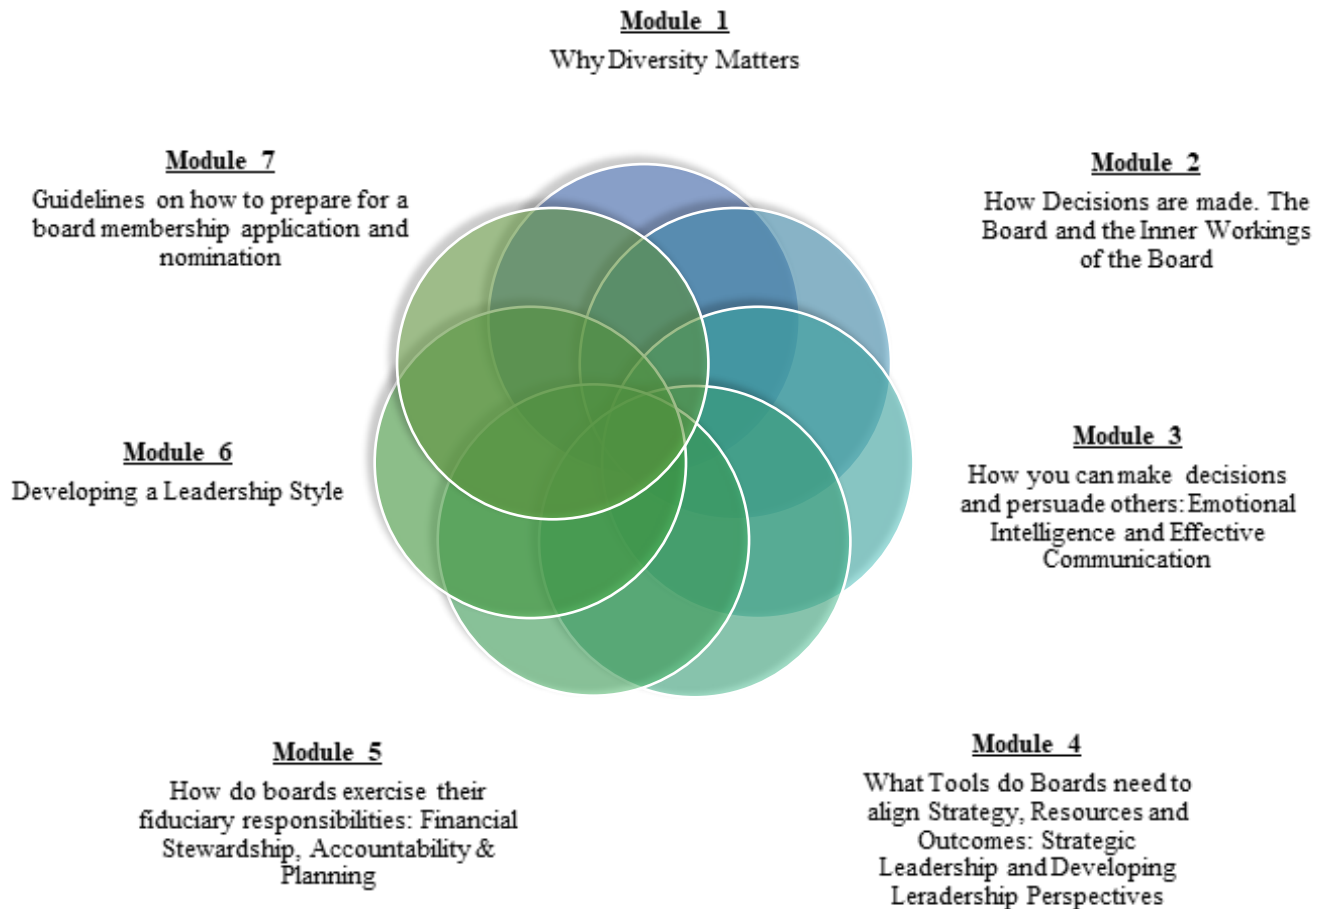 Module 1
Why Diversity Matters
Module 2
How Decisions are made. The
Board and the Inner Workings
of the Board
Module 3
How you can make decisions
and persuade others: Emotional
Intelligence and Effective
Communication
Module 4
What Tools do Boards need to
align Strategy, Resources and
Outcomes: Strategic
Leadership and Developing
Leradership Perspectives
Module 5
How do boards exercise their
fiduciary responsibilities: Financial
Stewardship, Accountability &
Planning
Module 6
Developing a Leadership Style
Module 7
Guidelines on how to prepare for a
board membership application and
nomination